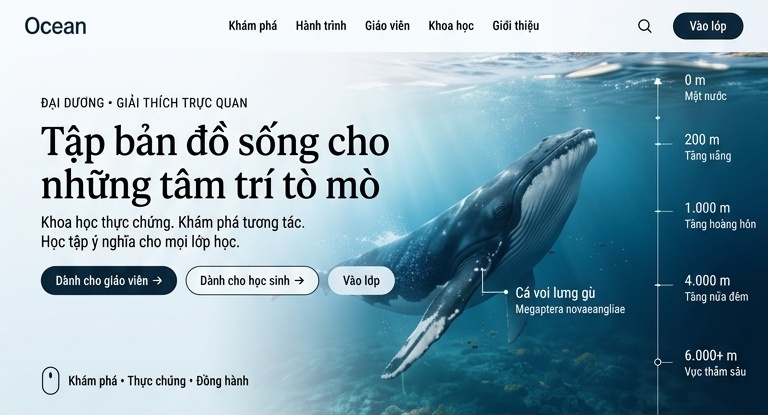 Ocean
Khám phá
Hành trình
Giáo viên
Khoa học
Giới thiệu
Vào lớp
ĐẠI DƯƠNG • GIẢI THÍCH TRỰC QUAN
Tập bản đồ sống cho
những tâm trí tò mò
Khoa học thực chứng. Khám phá tương tác.
Học tập ý nghĩa cho mọi lớp học.
Dành cho giáo viên →
Dành cho học sinh →
Vào lớp
0 m
Mặt nước
200 m
Tầng
1.000 m
Tầng hoàng hôn
4.000 m
Tầng nửa đêm
6.000+ m
Vực thẳm sâu
Cá voi lưng gù
Megaptera novaeangliae
Khám phá • Thực chứng • Đồng hành